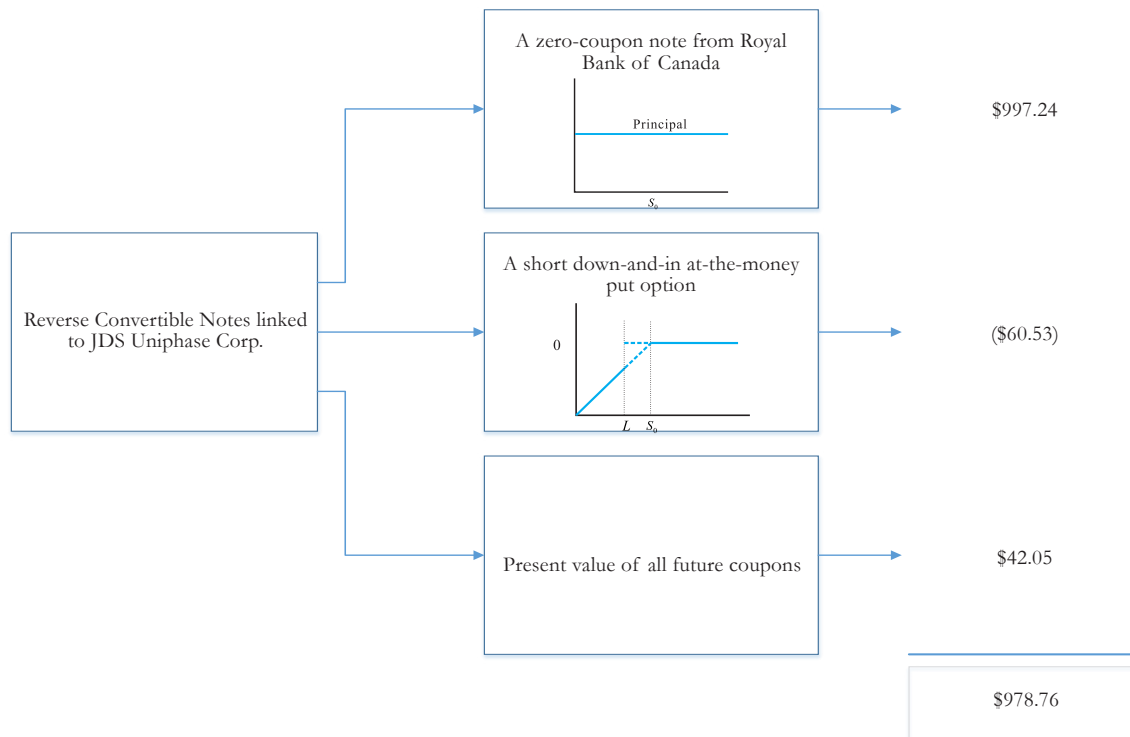 A zero-coupon note from Royal
Bank of Canada
Principal
S₀
$997.24
Reverse Convertible Notes linked
to JDS Uniphase Corp.
A short down-and-in at-the-money
put option
0
L S₀
($60.53)
Present value of all future coupons
$42.05
$978.76